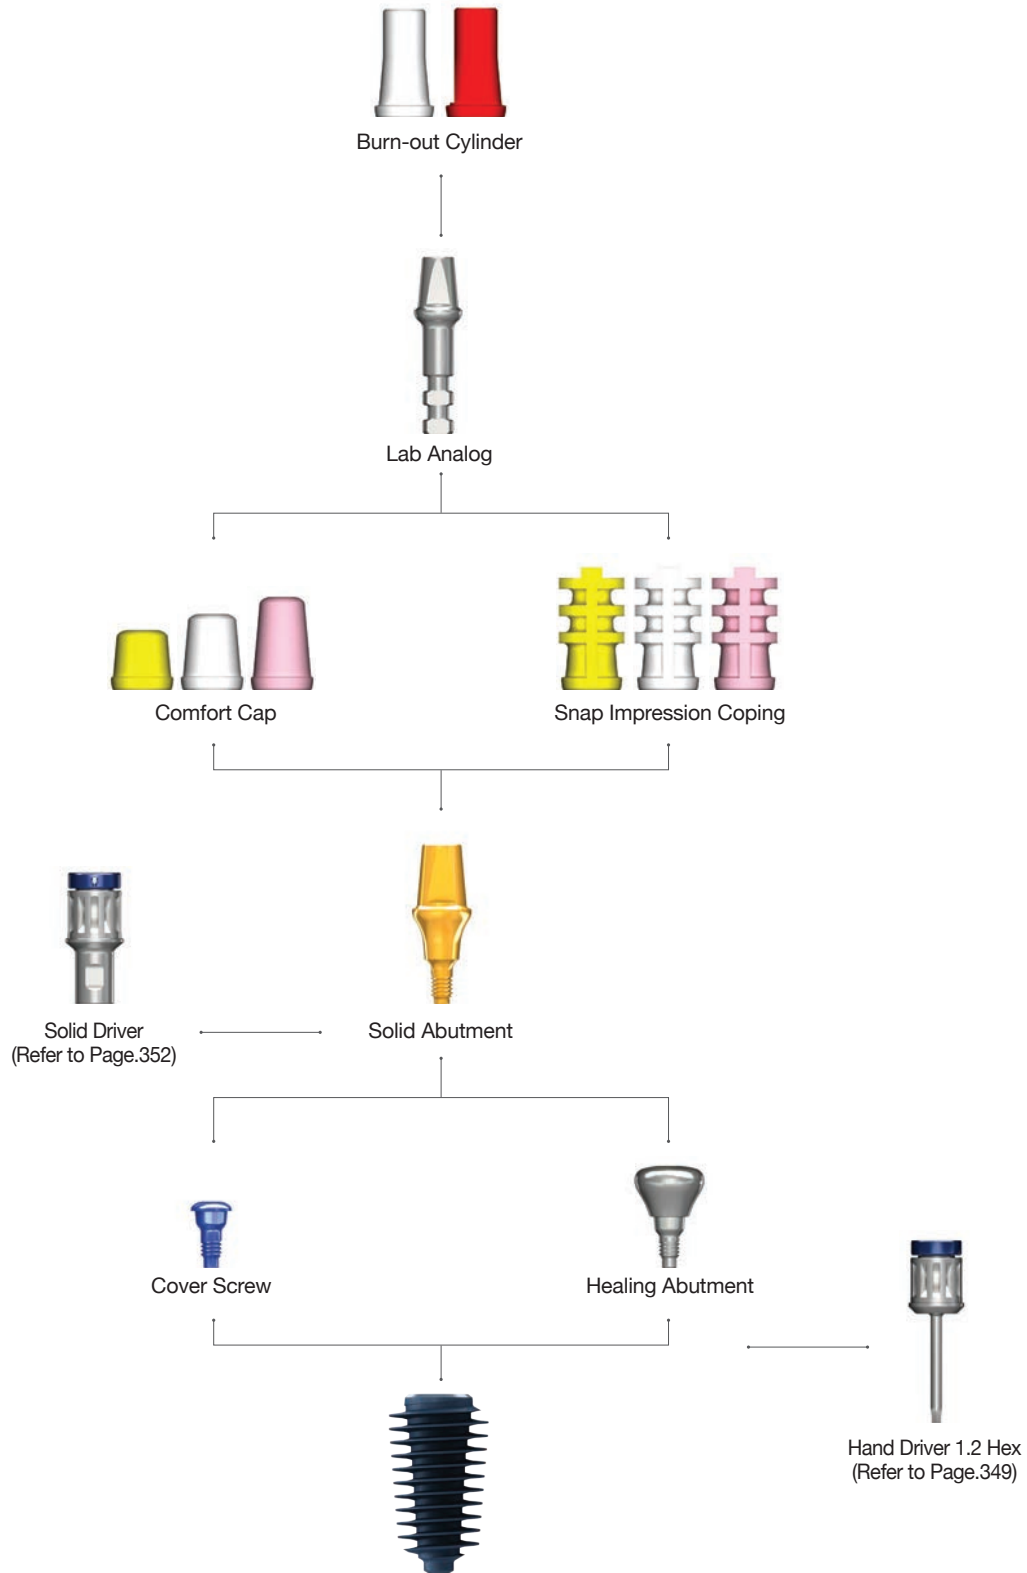 Burn-out Cylinder
Lab Analog
Comfort Cap
Snap Impression Coping
Solid Driver
(Refer to Page.352)
Solid Abutment
Cover Screw
Healing Abutment
Hand Driver 1.2 Hex
(Refer to Page.349)